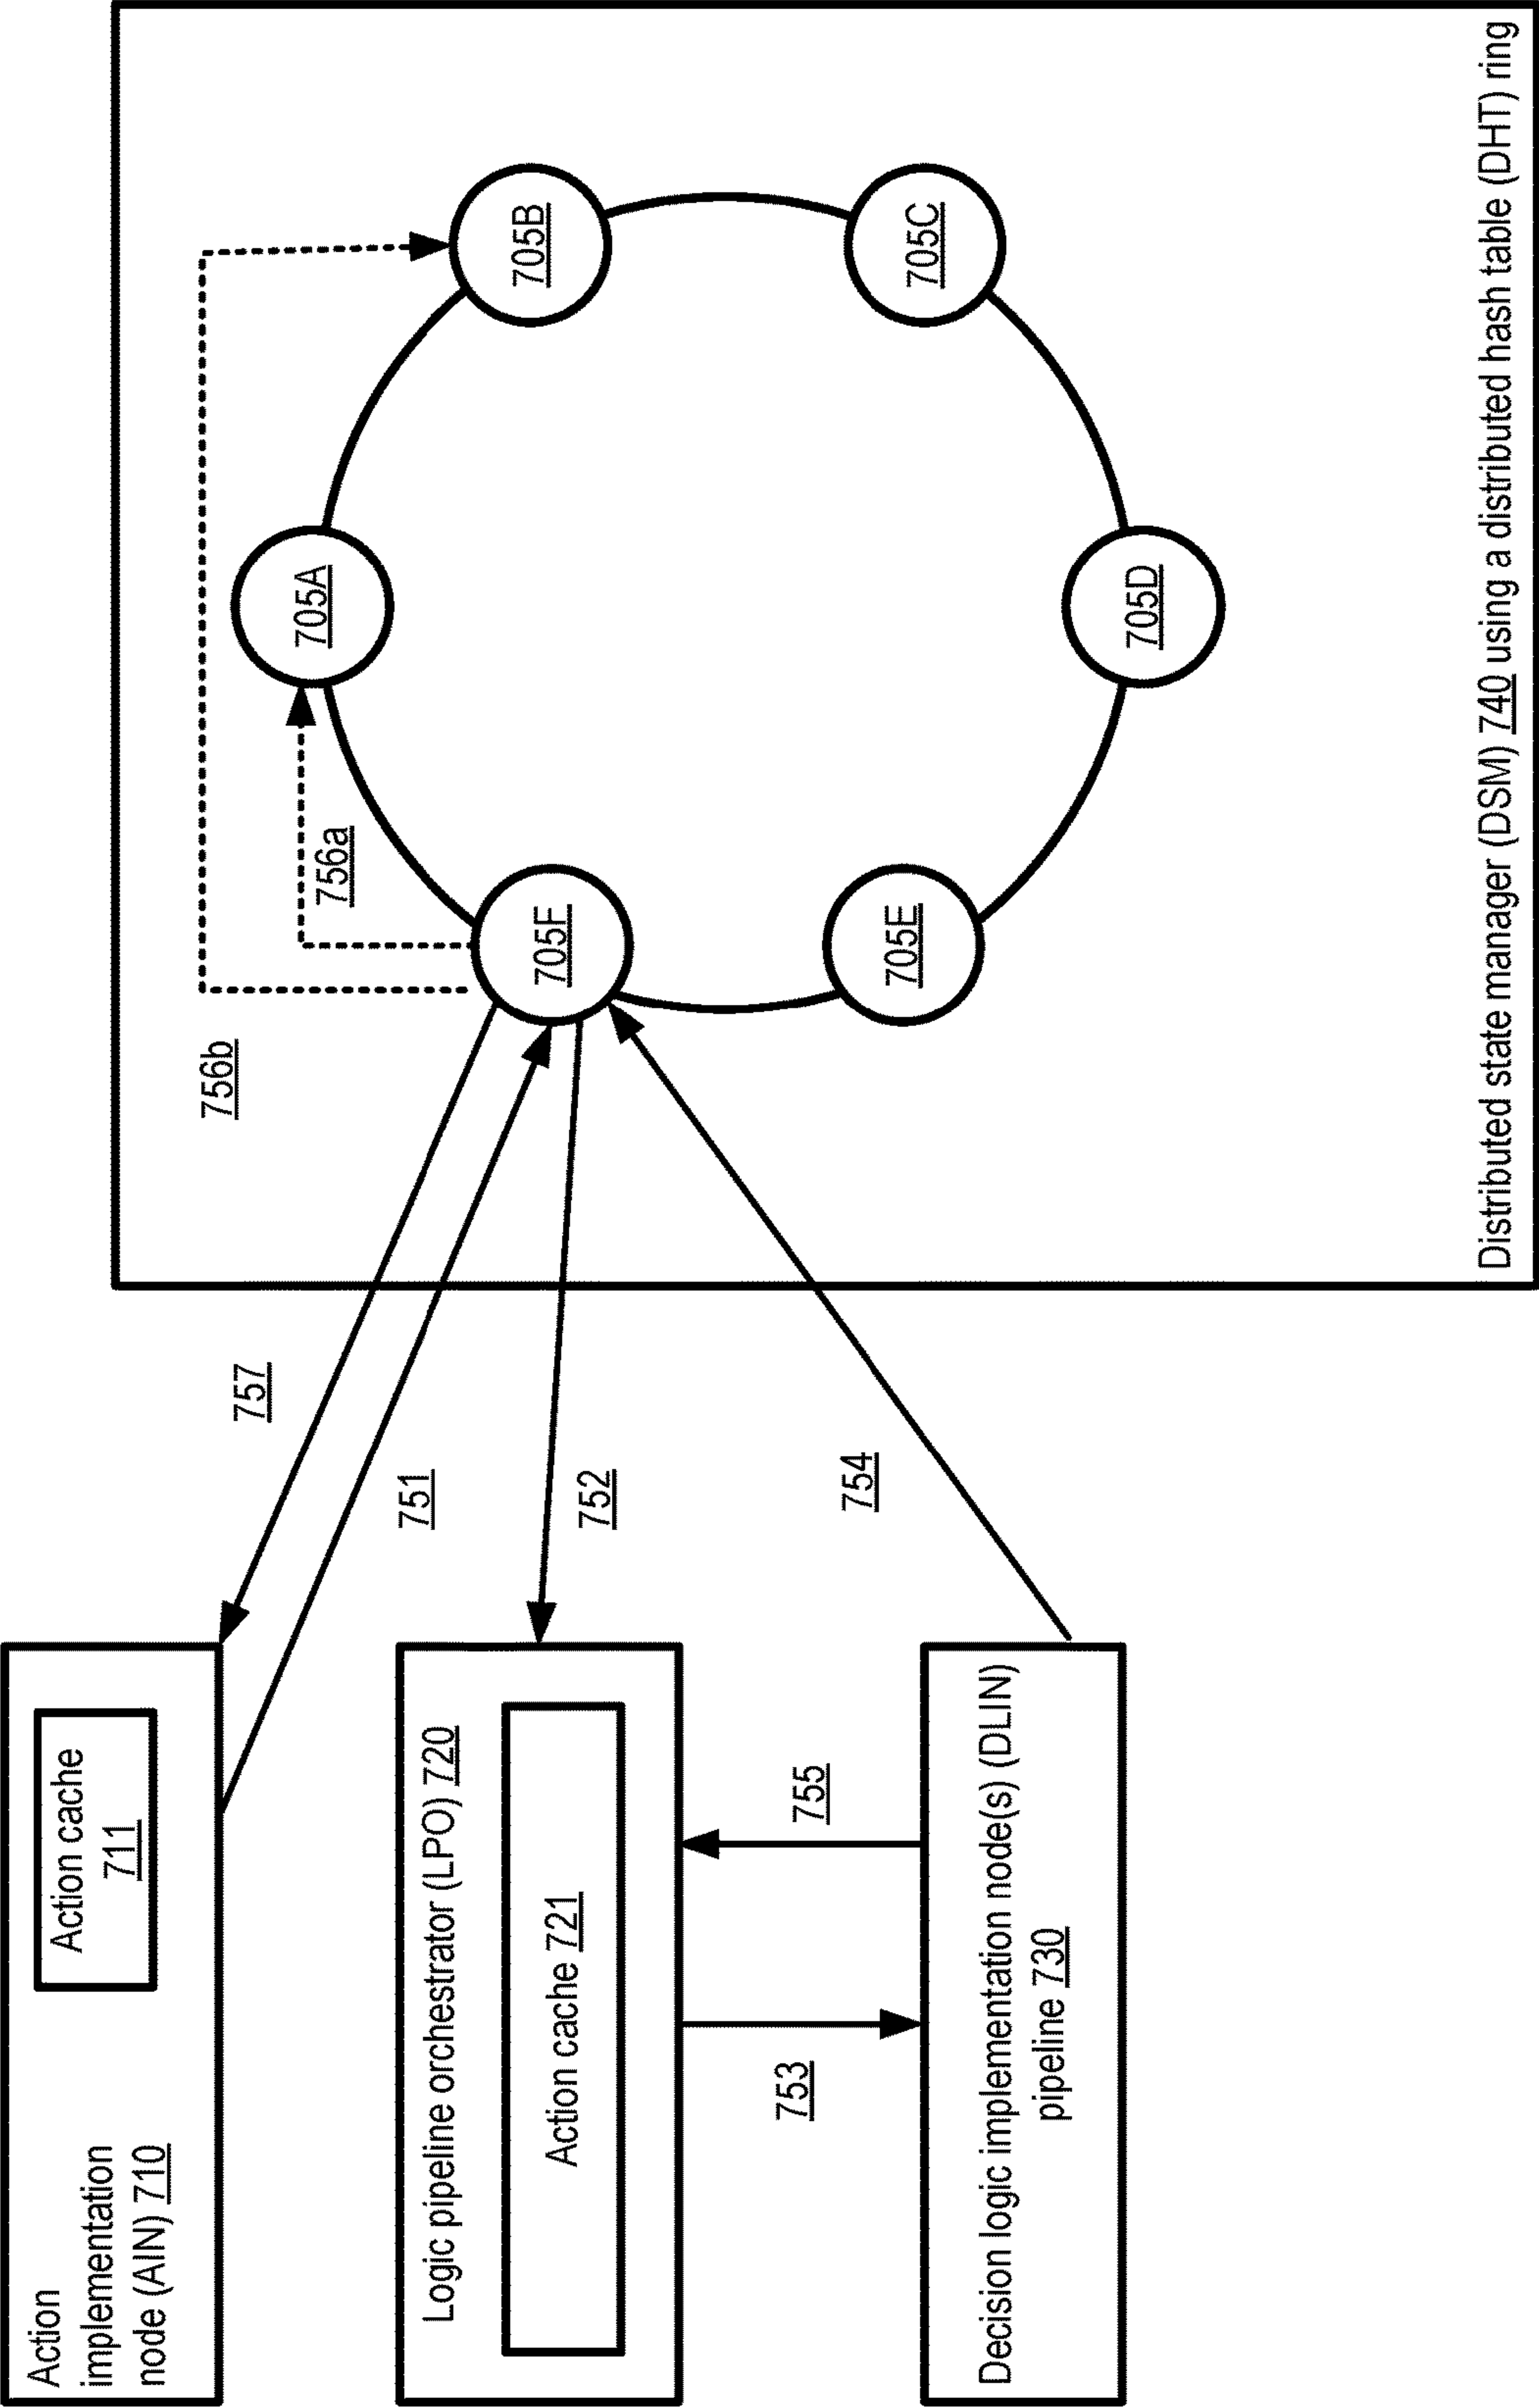 Action
implementation
node (AIN) 710
Action cache
711
Logic pipeline orchestrator (LPO) 720
Action cache 721
Decision logic implementation node(s) (DLIN)
pipeline 730
753
755
757
751
752
754
756b
756a
705A
705B
705C
705D
705E
705F
Distributed state manager (DSM) 740 using a distributed hash table (DHT) ring